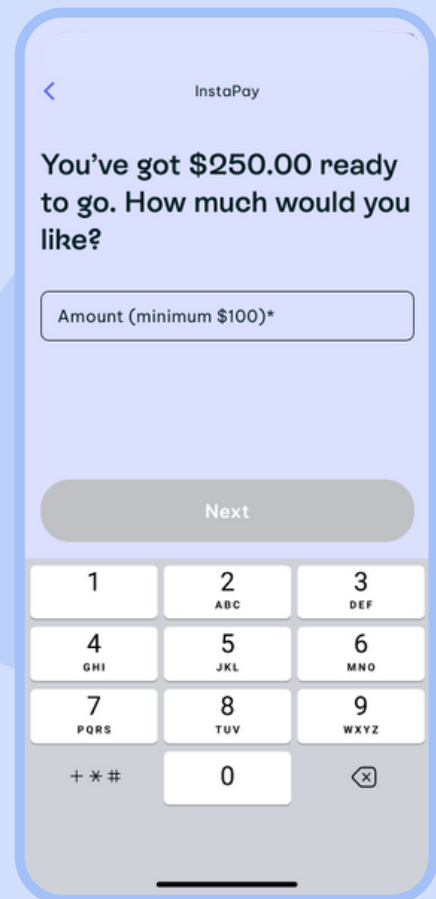 InstaPay
You’ve got $250.00 ready
to go. How much would you
like?
Amount (minimum $100)*
Next
1 2 3
ABC DEF
4 5 6
GHI JKL MNO
7 8 9
PQRS TUV WXYZ
+*# 0